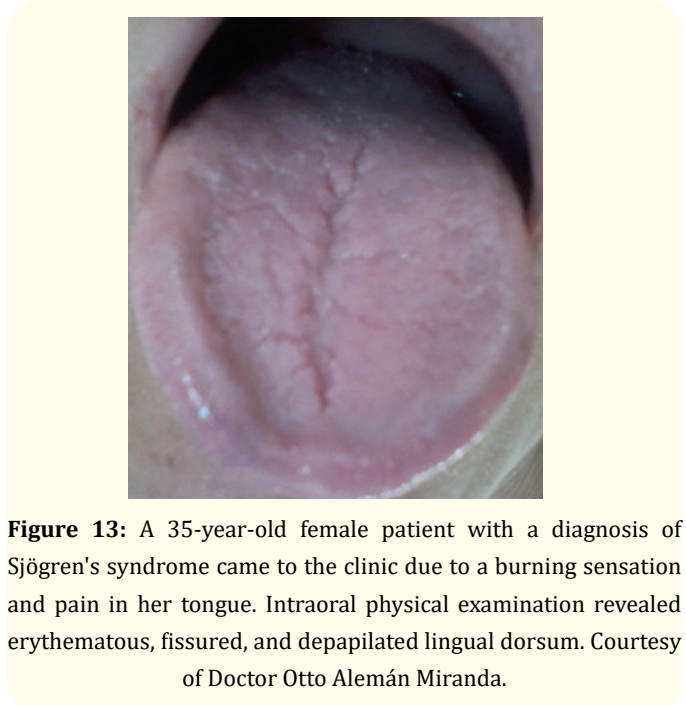 Figure 13: A 35-year-old female patient with a diagnosis of
Sjögren's syndrome came to the clinic due to a burning sensation
and pain in her tongue. Intraoral physical examination revealed
erythematous, fissured, and depapilated lingual dorsum. Courtesy
of Doctor Otto Alemán Miranda.